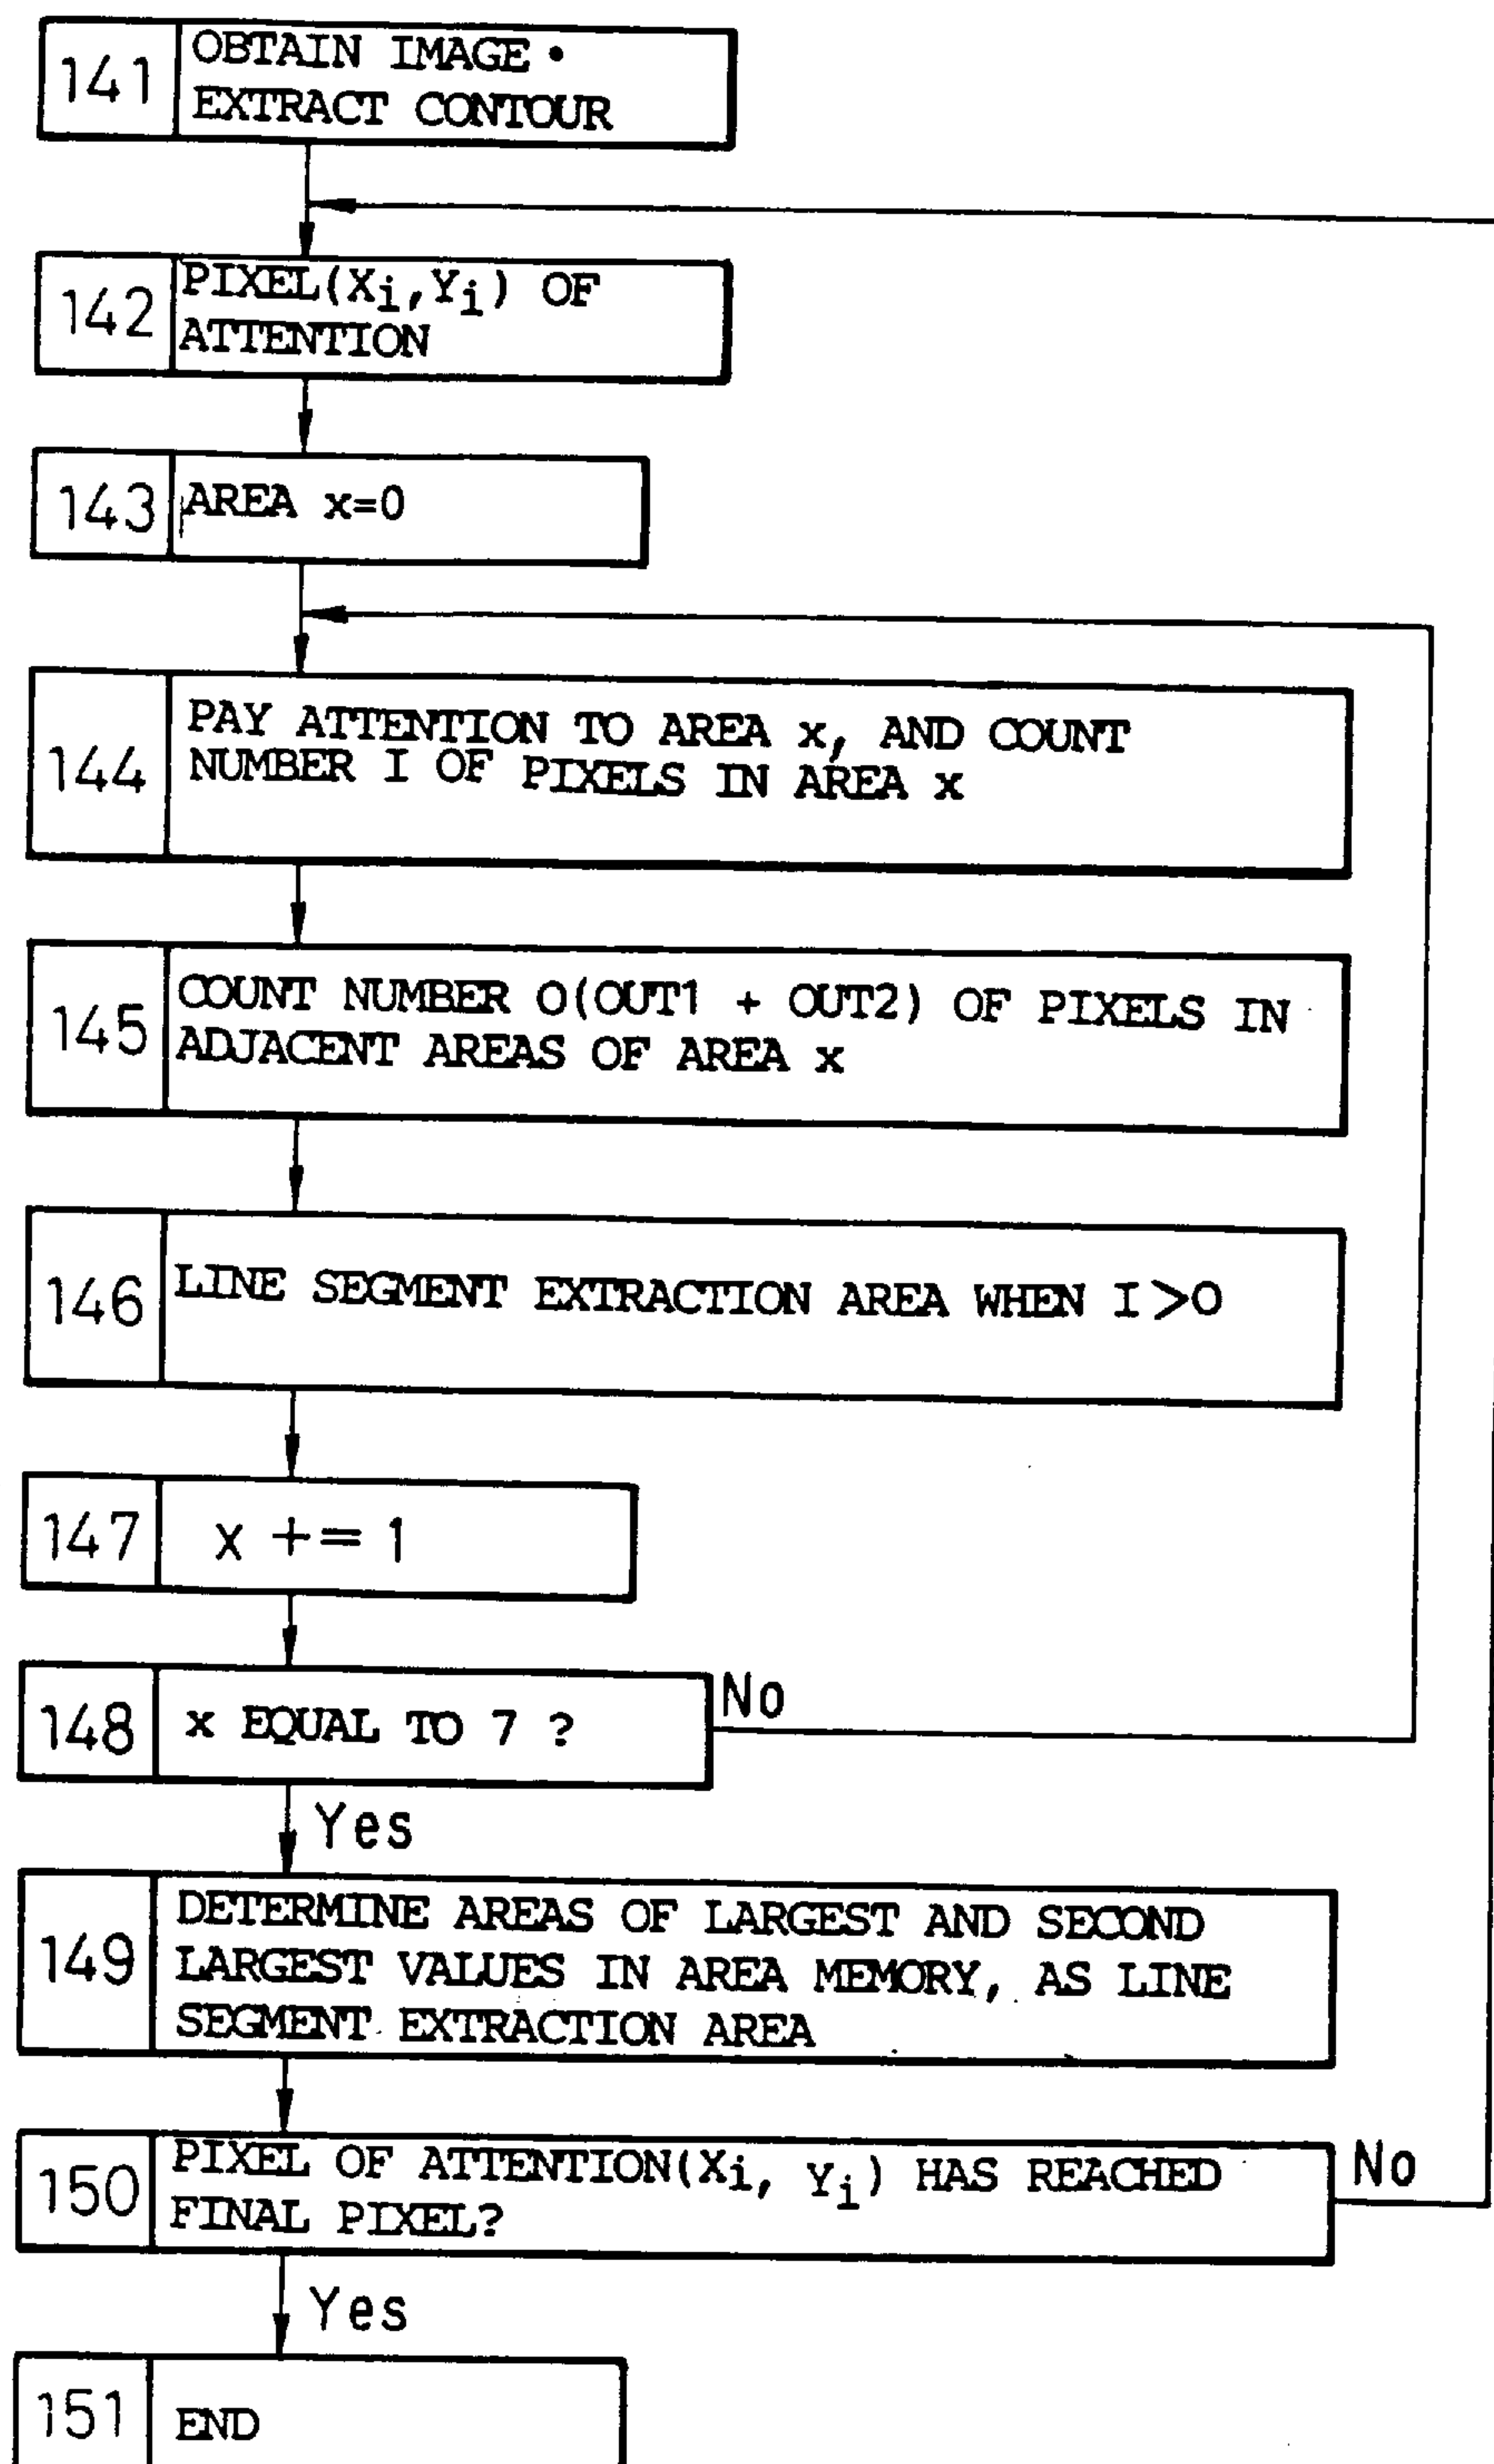 141 OBTAIN IMAGE •
EXTRACT CONTOUR
142 PIXEL(Xi,Yi) OF
ATTENTION
143 AREA x=0
144 PAY ATTENTION TO AREA x, AND COUNT
NUMBER I OF PIXELS IN AREA x
145 COUNT NUMBER O(OUT1 + OUT2) OF PIXELS IN
ADJACENT AREAS OF AREA x
146 LINE SEGMENT EXTRACTION AREA WHEN I>O
147 x += 1
148 x EQUAL TO 7 ?
No
Yes
149 DETERMINE AREAS OF LARGEST AND SECOND
LARGEST VALUES IN AREA MEMORY, AS LINE
SEGMENT EXTRACTION AREA
150 PIXEL OF ATTENTION(Xi, Yi) HAS REACHED
FINAL PIXEL?
No
Yes
151 END